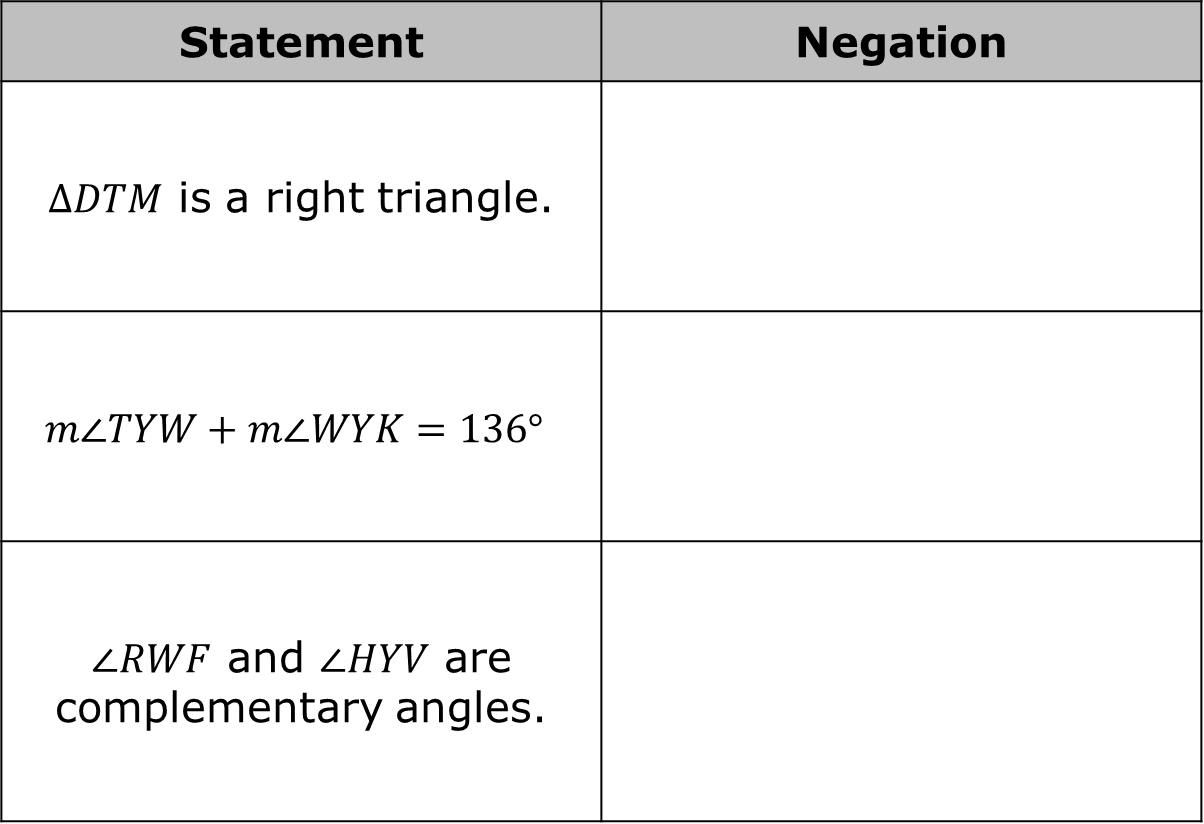 Statement Negation
Δ𝐷𝑇𝑀 is a right triangle.
𝑚∠𝑇𝑌𝑊 + 𝑚∠𝑊𝑌𝐾 = 136°
∠𝑅𝑊𝐹 and ∠𝐻𝑌𝑉 are
complementary angles.